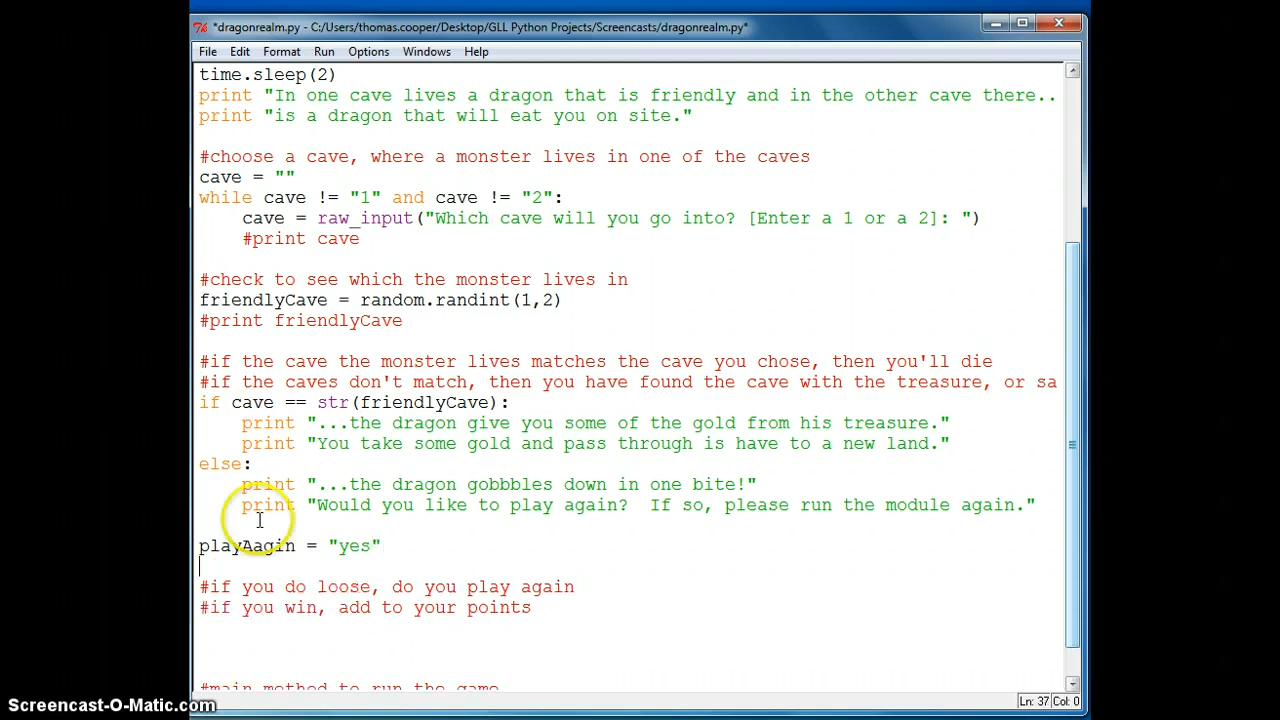 *dragonrealm.py - C:/Users/thomas.cooper/Desktop/GLL Python Projects/Screencasts/dragonrealm.py*
File Edit Format Run Options Windows Help
time.sleep(2)
print "In one cave lives a dragon that is friendly and in the other cave there..
print "is a dragon that will eat you on site."
#choose a cave, where a monster lives in one of the caves
cave = ""
while cave != "1" and cave != "2":
cave = raw_input("Which cave will you go into? [Enter a 1 or a 2]: ")
#print cave
#check to see which the monster lives in
friendlyCave = random.randint(1,2)
#print friendlyCave
#if the cave the monster lives matches the cave you chose, then you'll die
#if the caves don't match, then you have found the cave with the treasure, or sa
if cave == str(friendlyCave):
print "...the dragon give you some of the gold from his treasure."
print "You take some gold and pass through is have to a new land."
else:
print "...the dragon gobbbles down in one bite!"
print "Would you like to play again?  If so, please run the module again."
playAagin = "yes"
#if you do loose, do you play again
#if you win, add to your points
#main method to run the game
Ln: 37 Col: 0
Screencast-O-Matic.com